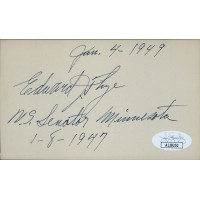 Jan. 4-1949
Edward J Thye
U.S. Senator Minnesota
1-8-1947